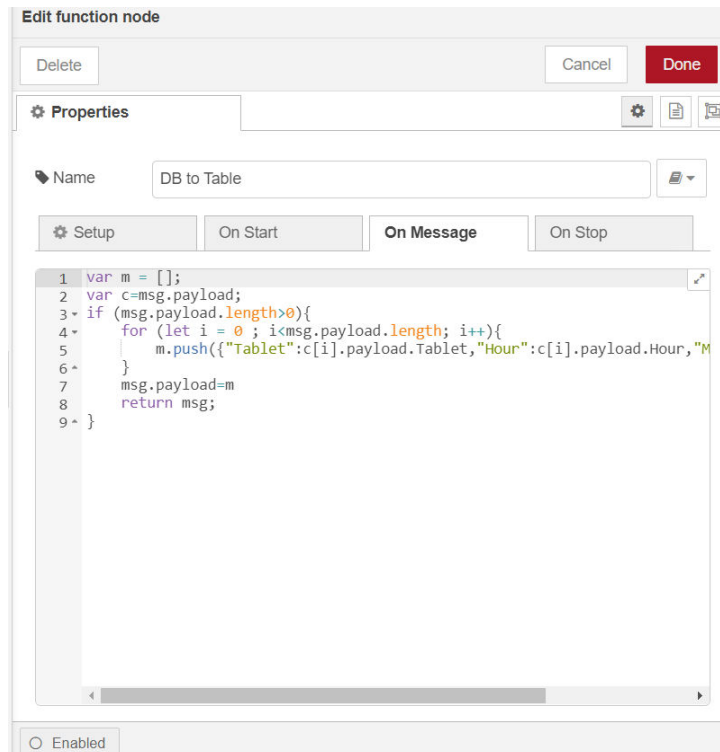 Edit function node
Delete
Cancel
Done
Properties
Name
DB to Table
Setup
On Start
On Message
On Stop
1 var m = [];
2 var c=msg.payload;
3 if (msg.payload.length>0){
4 for (let i = 0 ; i<msg.payload.length; i++){
5 m.push({"Tablet":c[i].payload.Tablet,"Hour":c[i].payload.Hour,"M
6 }
7 msg.payload=m
8 return msg;
9 }
Enabled